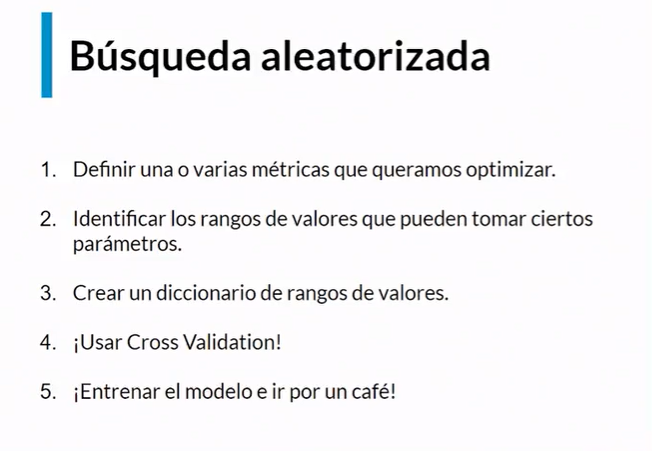 Búsqueda aleatorizada
1. Definir una o varias métricas que queramos optimizar.
2. Identificar los rangos de valores que pueden tomar ciertos
parámetros.
3. Crear un diccionario de rangos de valores.
4. ¡Usar Cross Validation!
5. ¡Entrenar el modelo e ir por un café!